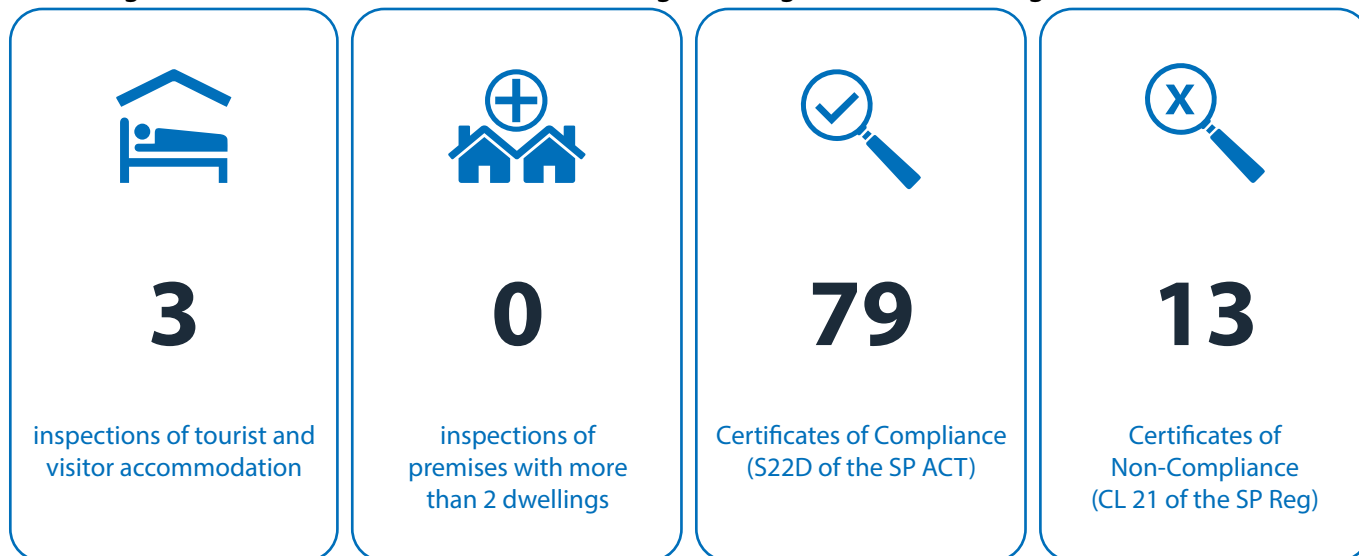 3
inspections of tourist and
visitor accommodation
0
inspections of
premises with more
than 2 dwellings
79
Certificates of Compliance
(S22D of the SP ACT)
X
13
Certificates of
Non-Compliance
(CL 21 of the SP Reg)